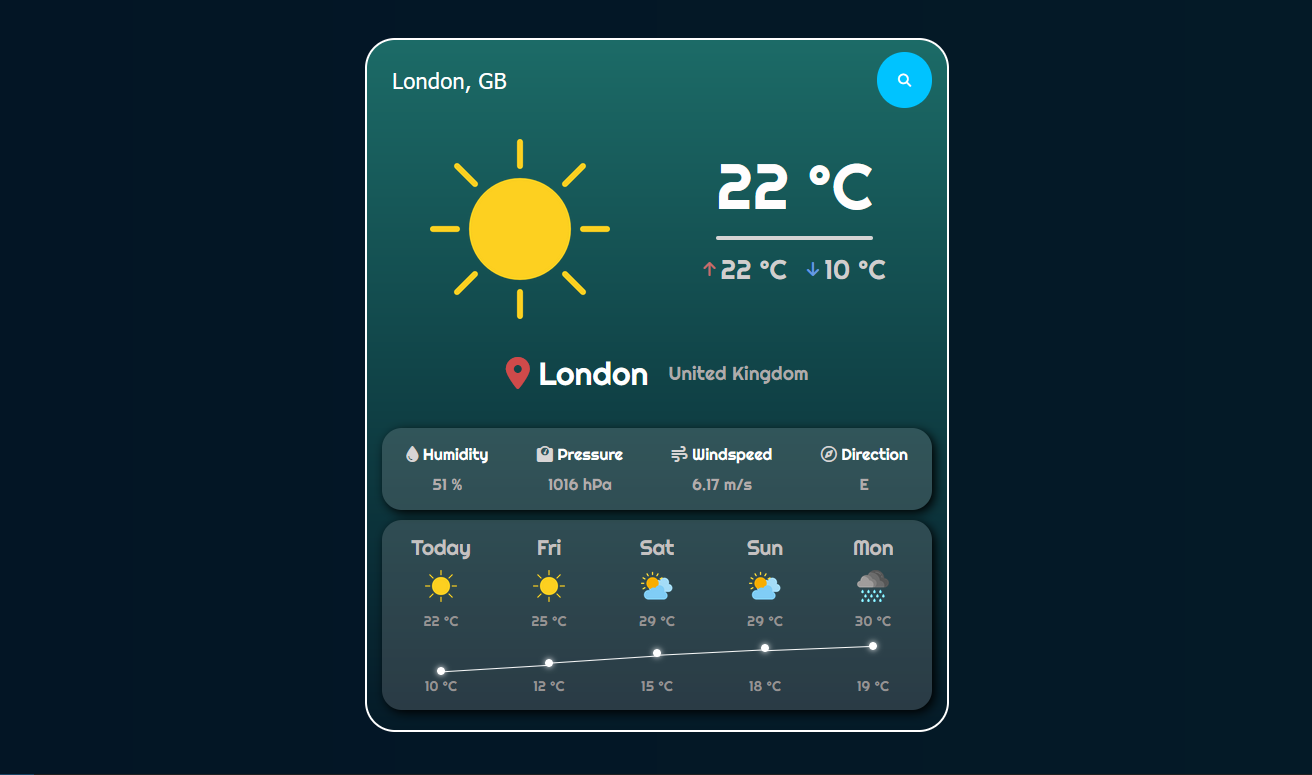 London, GB
22 °C
22 °C 10 °C
London United Kingdom
Humidity Pressure Windspeed Direction
51 % 1016 hPa 6.17 m/s E
Today Fri Sat Sun Mon
22 °C 25 °C 29 °C 29 °C 30 °C
10 °C 12 °C 15 °C 18 °C 19 °C